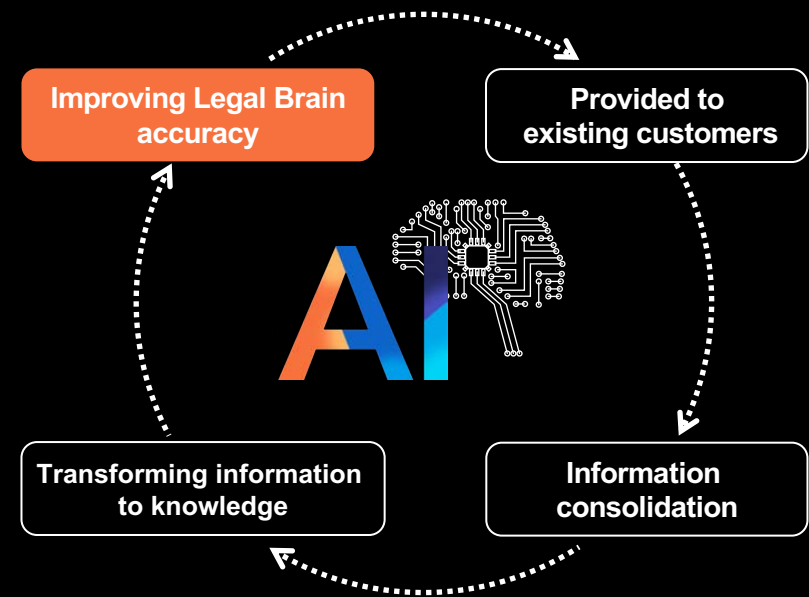 Improving Legal Brain
accuracy
Provided to
existing customers
AI
Transforming information
to knowledge
Information
consolidation